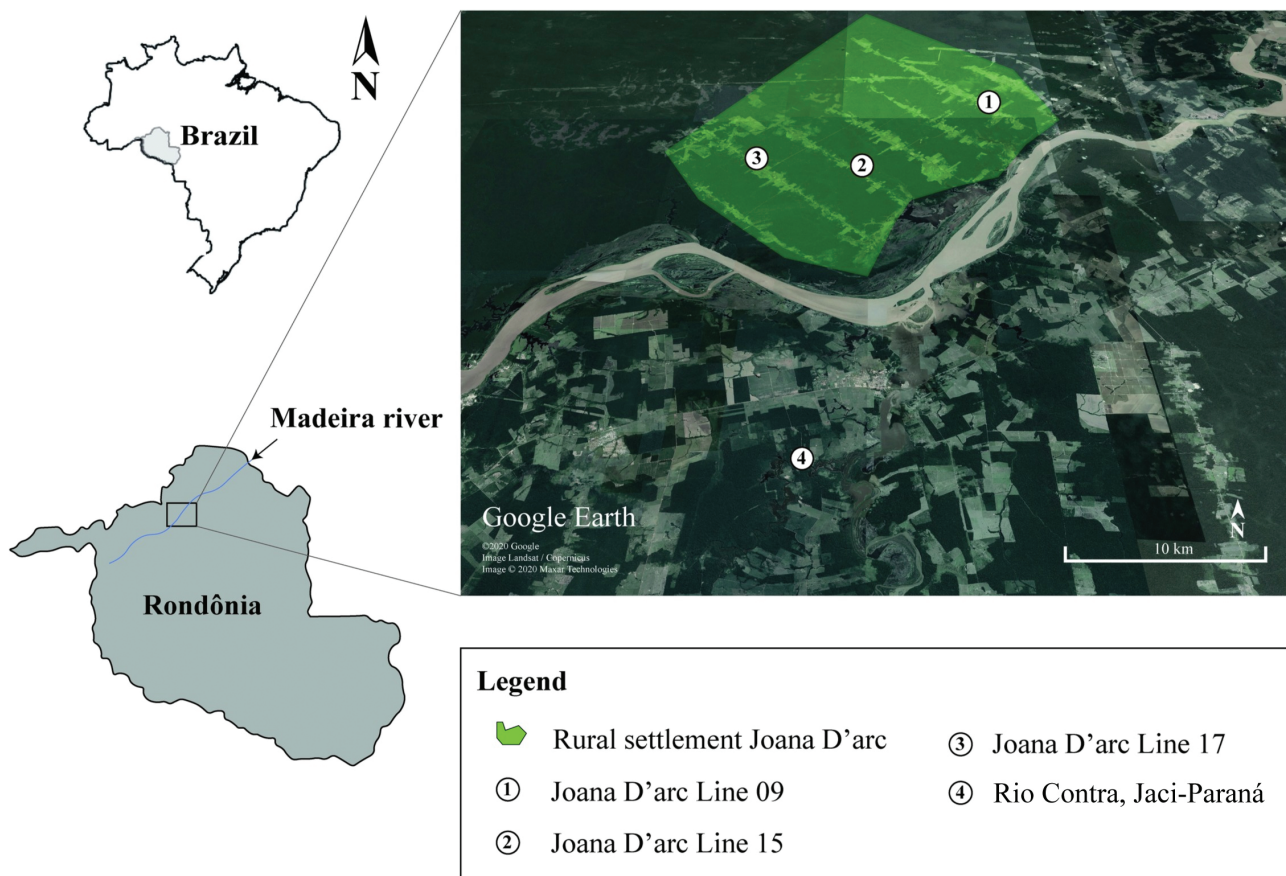 N
Brazil
Madeira river
Rondônia
1
3
2
4
Google Earth
©2020 Google
Image Landsat / Copernicus
Image © 2020 Maxar Technologies
N
10 km
Legend
Rural settlement Joana D’arc
1 Joana D’arc Line 09
2 Joana D’arc Line 15
3 Joana D’arc Line 17
4 Rio Contra, Jaci-Paraná